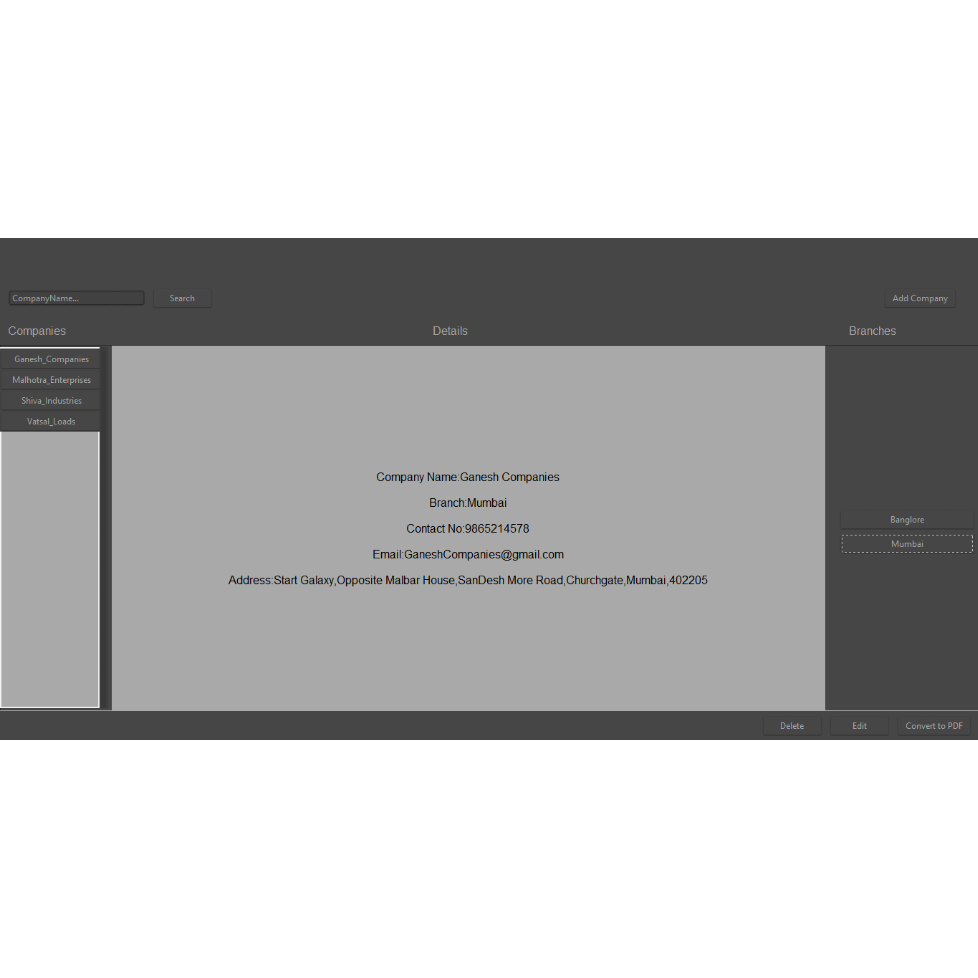 CompanyName...
Search
Add Company
Companies
Details
Branches
Ganesh_Companies
Malhotra_Enterprises
Shiva_Industries
Vatsal_Loads
Company Name:Ganesh Companies
Branch:Mumbai
Contact No:9865214578
Email:GaneshCompanies@gmail.com
Address:Start Galaxy,Opposite Malbar House,SanDesh More Road,Churchgate,Mumbai,402205
Banglore
Mumbai
Delete
Edit
Convert to PDF